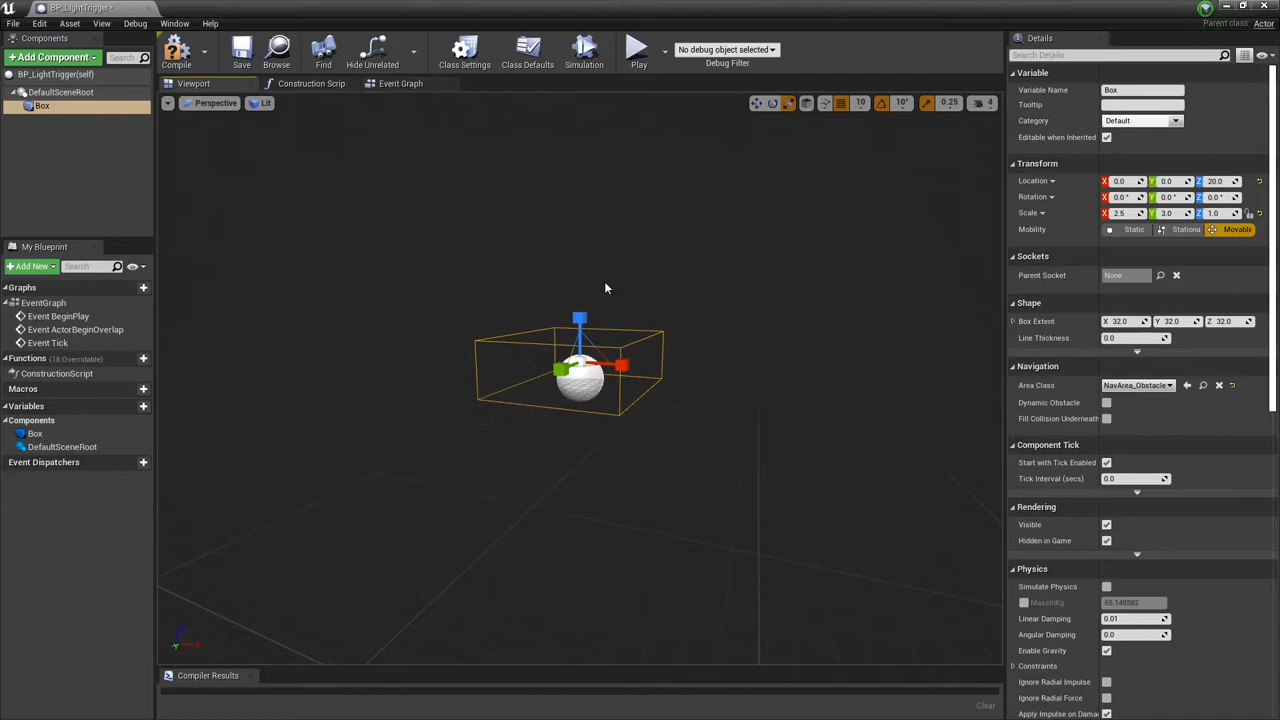 BP_LightTrigger*
File Edit Asset View Debug Window Help
Parent class: Actor
Components
+Add Component
Search
BP_LightTrigger(self)
DefaultSceneRoot
Box
My Blueprint
+Add New
Search
Graphs
EventGraph
Event BeginPlay
Event ActorBeginOverlap
Event Tick
Functions (18 Overridable)
ConstructionScript
Macros
Variables
Components
Box
DefaultSceneRoot
Event Dispatchers
Compile
Save
Browse
Find
Hide Unrelated
Class Settings
Class Defaults
Simulation
Play
No debug object selected
Debug Filter
Viewport
Construction Scrip
Event Graph
Perspective
Lit
10
10°
0.25
4
Compiler Results
Clear
Details
Search Details
Variable
Variable Name Box
Tooltip
Category Default
Editable when Inherited
Transform
Location X 0.0 Y 0.0 Z 20.0
Rotation X 0.0 ° Y 0.0 ° Z 0.0 °
Scale X 2.5 Y 3.0 Z 1.0
Mobility Static Stationa Movable
Sockets
Parent Socket None
Shape
Box Extent X 32.0 Y 32.0 Z 32.0
Line Thickness 0.0
Navigation
Area Class NavArea_Obstacle
Dynamic Obstacle
Fill Collision Underneath
Component Tick
Start with Tick Enabled
Tick Interval (secs) 0.0
Rendering
Visible
Hidden in Game
Physics
Simulate Physics
MassInKg 65.148582
Linear Damping 0.01
Angular Damping 0.0
Enable Gravity
Constraints
Ignore Radial Impulse
Ignore Radial Force
Apply Impulse on Damag